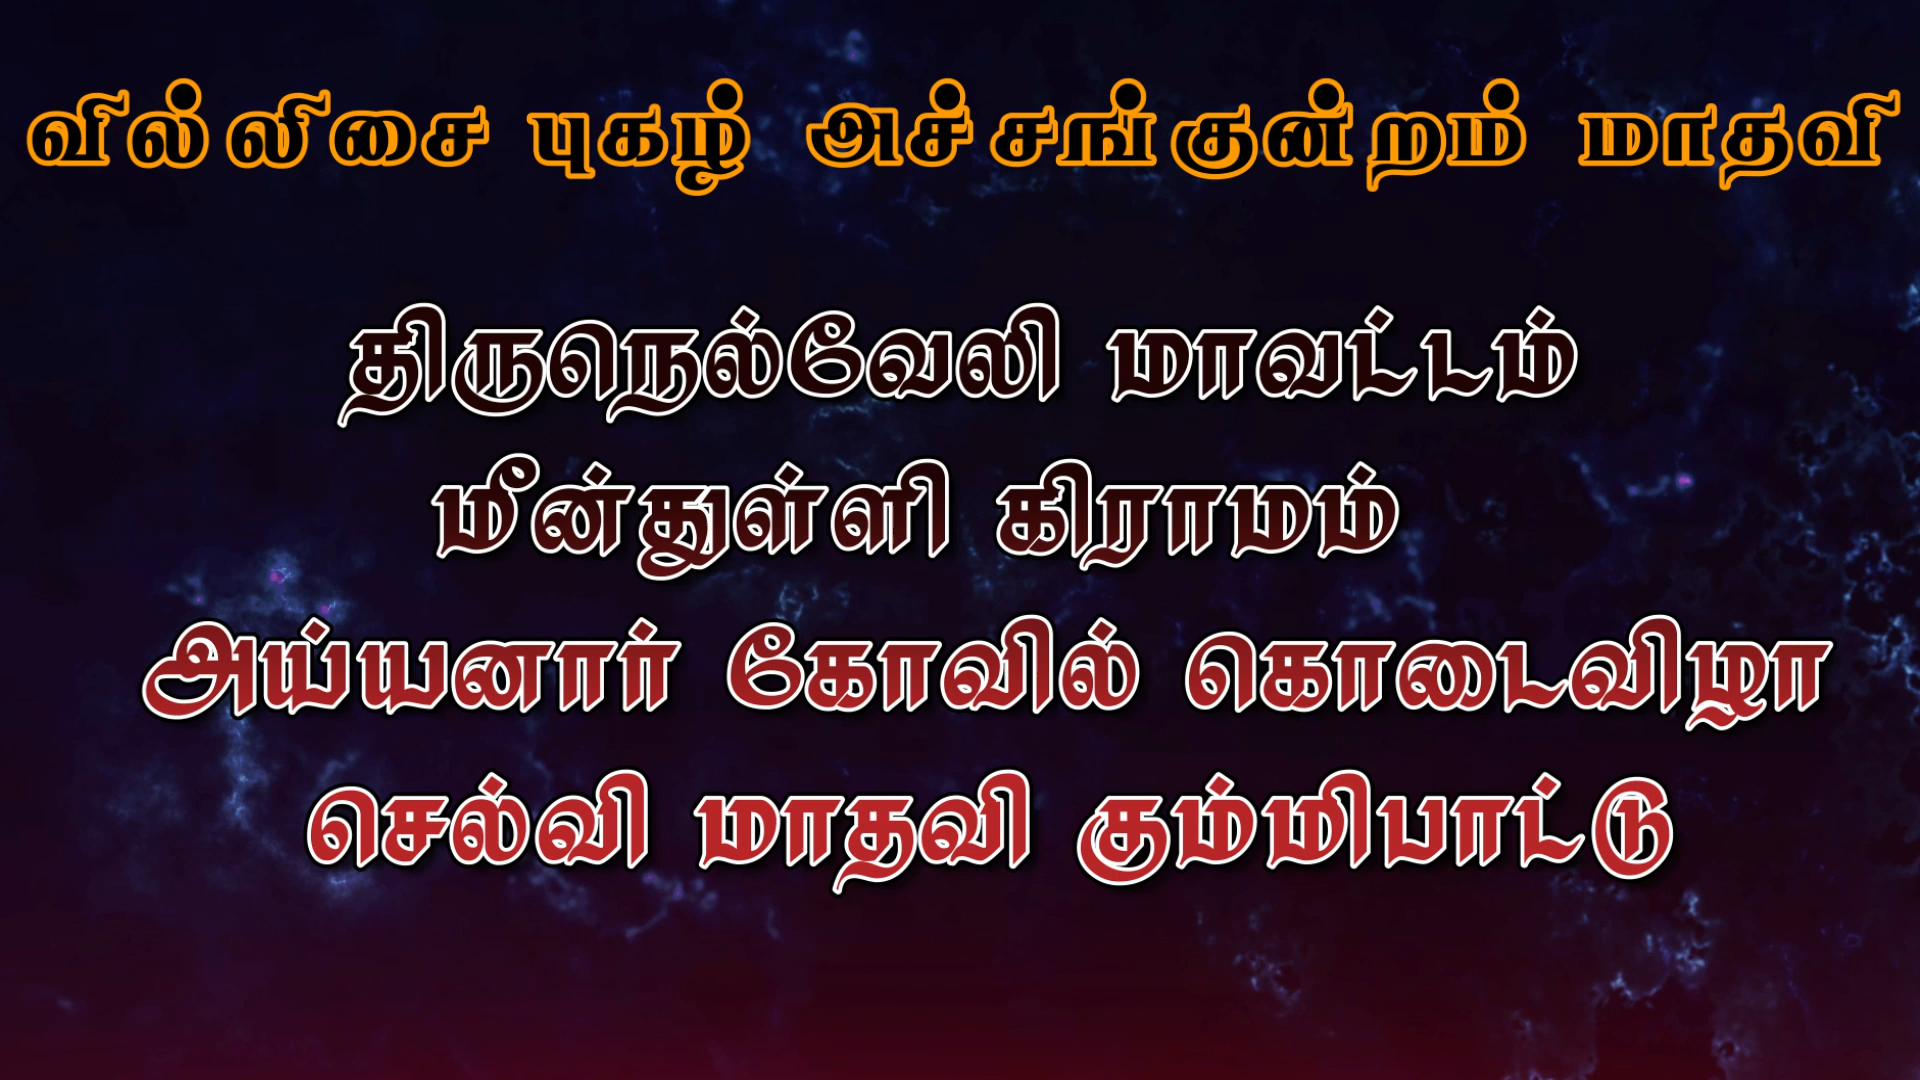 வில்லிசை புகழ் அச்சங்குன்றம் மாதவி
திருநெல்வேலி மாவட்டம்
மீன்துள்ளி கிராமம்
அய்யனார் கோவில் கொடைவிழா
செல்வி மாதவி கும்மிபாட்டு